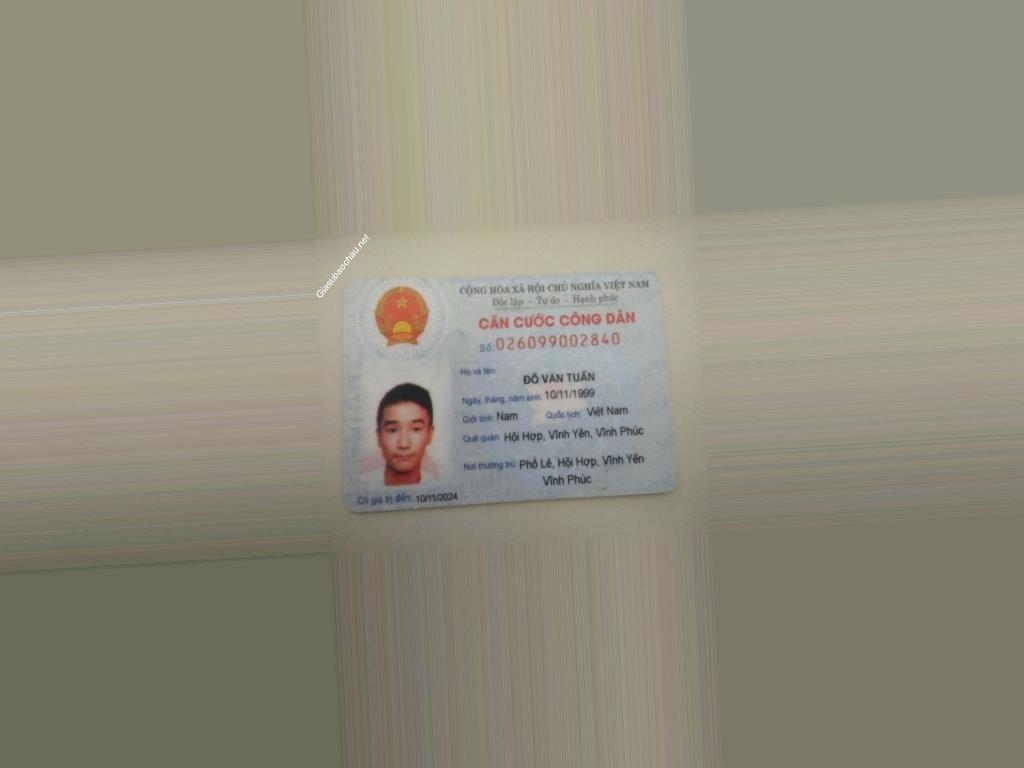 Giasubaochau.net
CỘNG HÒA XÃ HỘI CHỦ NGHĨA VIỆT NAM
Độc lập - Tự do - Hạnh phúc
CĂN CƯỚC CÔNG DÂN
Số: 026099002840
Họ và tên:
ĐỖ VĂN TUẤN
Ngày, tháng, năm sinh: 10/11/1999
Giới tính: Nam Quốc tịch: Việt Nam
Quê quán: Hội Hợp, Vĩnh Yên, Vĩnh Phúc
Nơi thường trú: Phố Lẻ, Hội Hợp, Vĩnh Yên
Vĩnh Phúc
Có giá trị đến: 10/11/2024